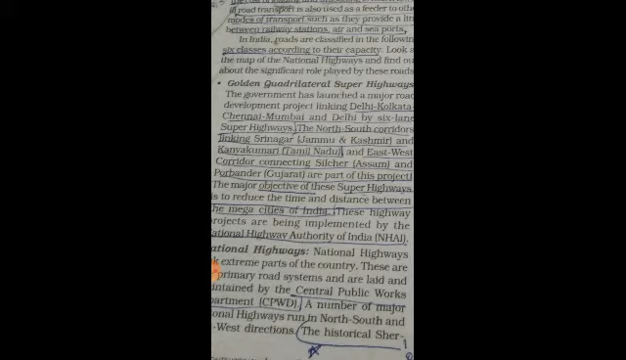 of road transport is also used as a feeder to othe
modes of transport such as they provide a lin
between railway stations, air and sea ports.
In India, roads are classified in the followin
six classes according to their capacity. Look a
the map of the National Highways and find ou
about the significant role played by these roads
• Golden Quadrilateral Super Highways:
The government has launched a major road
development project linking Delhi-Kolkata-
Chennai-Mumbai and Delhi by six-lane
Super Highways. The North-South corridors
linking Srinagar (Jammu & Kashmir) and
Kanyakumari (Tamil Nadu), and East-West
Corridor connecting Silcher (Assam) and
Porbander (Gujarat) are part of this project.
The major objective of these Super Highways
is to reduce the time and distance between
the mega cities of India. These highway
projects are being implemented by the
National Highway Authority of India (NHAI).
ational Highways: National Highways
k extreme parts of the country. These are
primary road systems and are laid and
intained by the Central Public Works
partment (CPWD). A number of major
onal Highways run in North-South and
-West directions. The historical Sher-